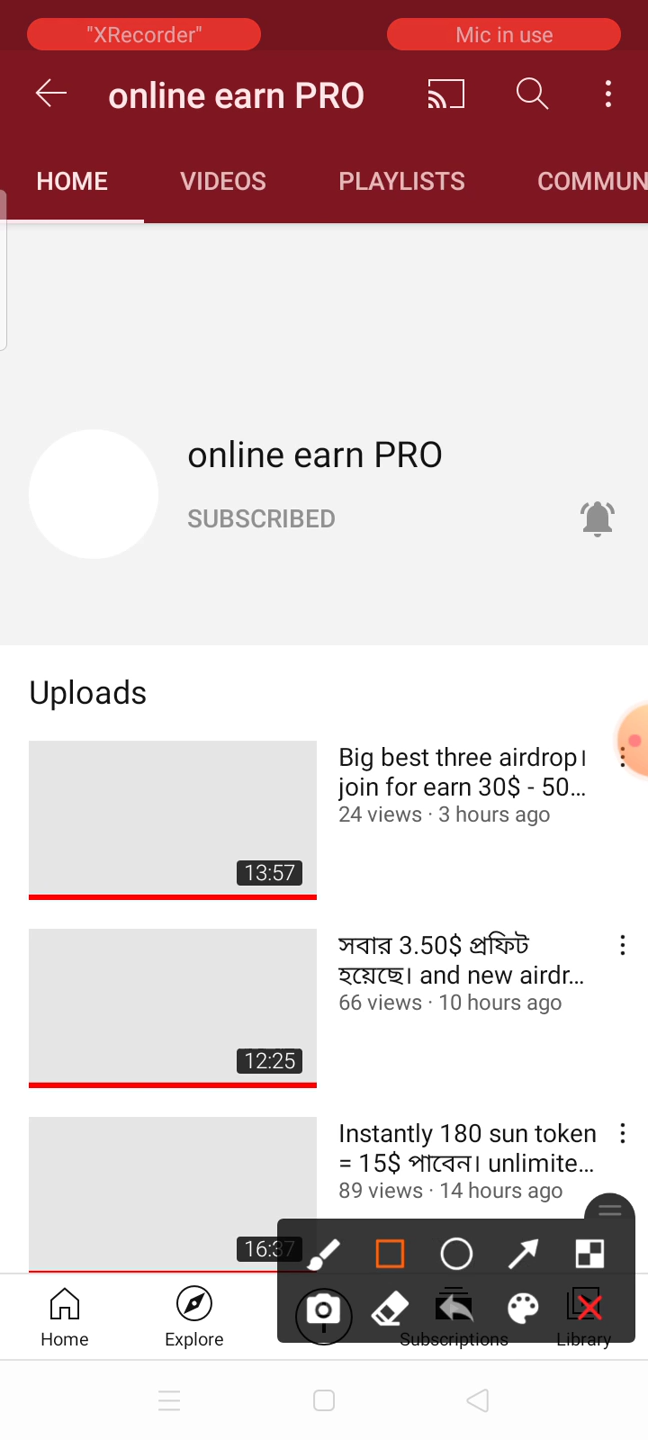 "XRecorder" Mic in use
online earn PRO
HOME VIDEOS PLAYLISTS COMMUN
online earn PRO
SUBSCRIBED
Uploads
Big best three airdrop।
join for earn 30$ - 50...
24 views · 3 hours ago
13:57
সবার 3.50$ প্রফিট
হয়েছে। and new airdr...
66 views · 10 hours ago
12:25
Instantly 180 sun token
= 15$ পাবেন। unlimite...
89 views · 14 hours ago
16:37
Home Explore Subscriptions Library